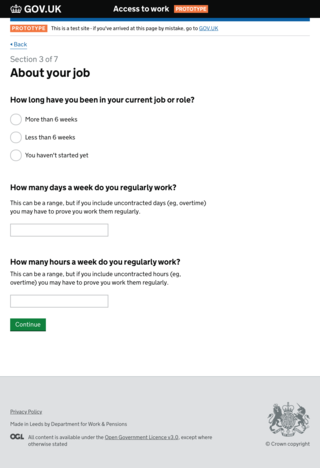 GOV.UK
Access to work PROTOTYPE
PROTOTYPE This is a test site - if you've arrived at this page by mistake, go to GOV.UK
Back
Section 3 of 7
About your job
How long have you been in your current job or role?
More than 6 weeks
Less than 6 weeks
You haven't started yet
How many days a week do you regularly work?
This can be a range, but if you include uncontracted days (eg, overtime)
you may have to prove you work them regularly.
How many hours a week do you regularly work?
This can be a range, but if you include uncontracted hours (eg,
overtime) you may have to prove you work them regularly.
Continue
Privacy Policy
Made in Leeds by Department for Work & Pensions
OGL All content is available under the Open Government Licence v3.0, except where
otherwise stated
© Crown copyright